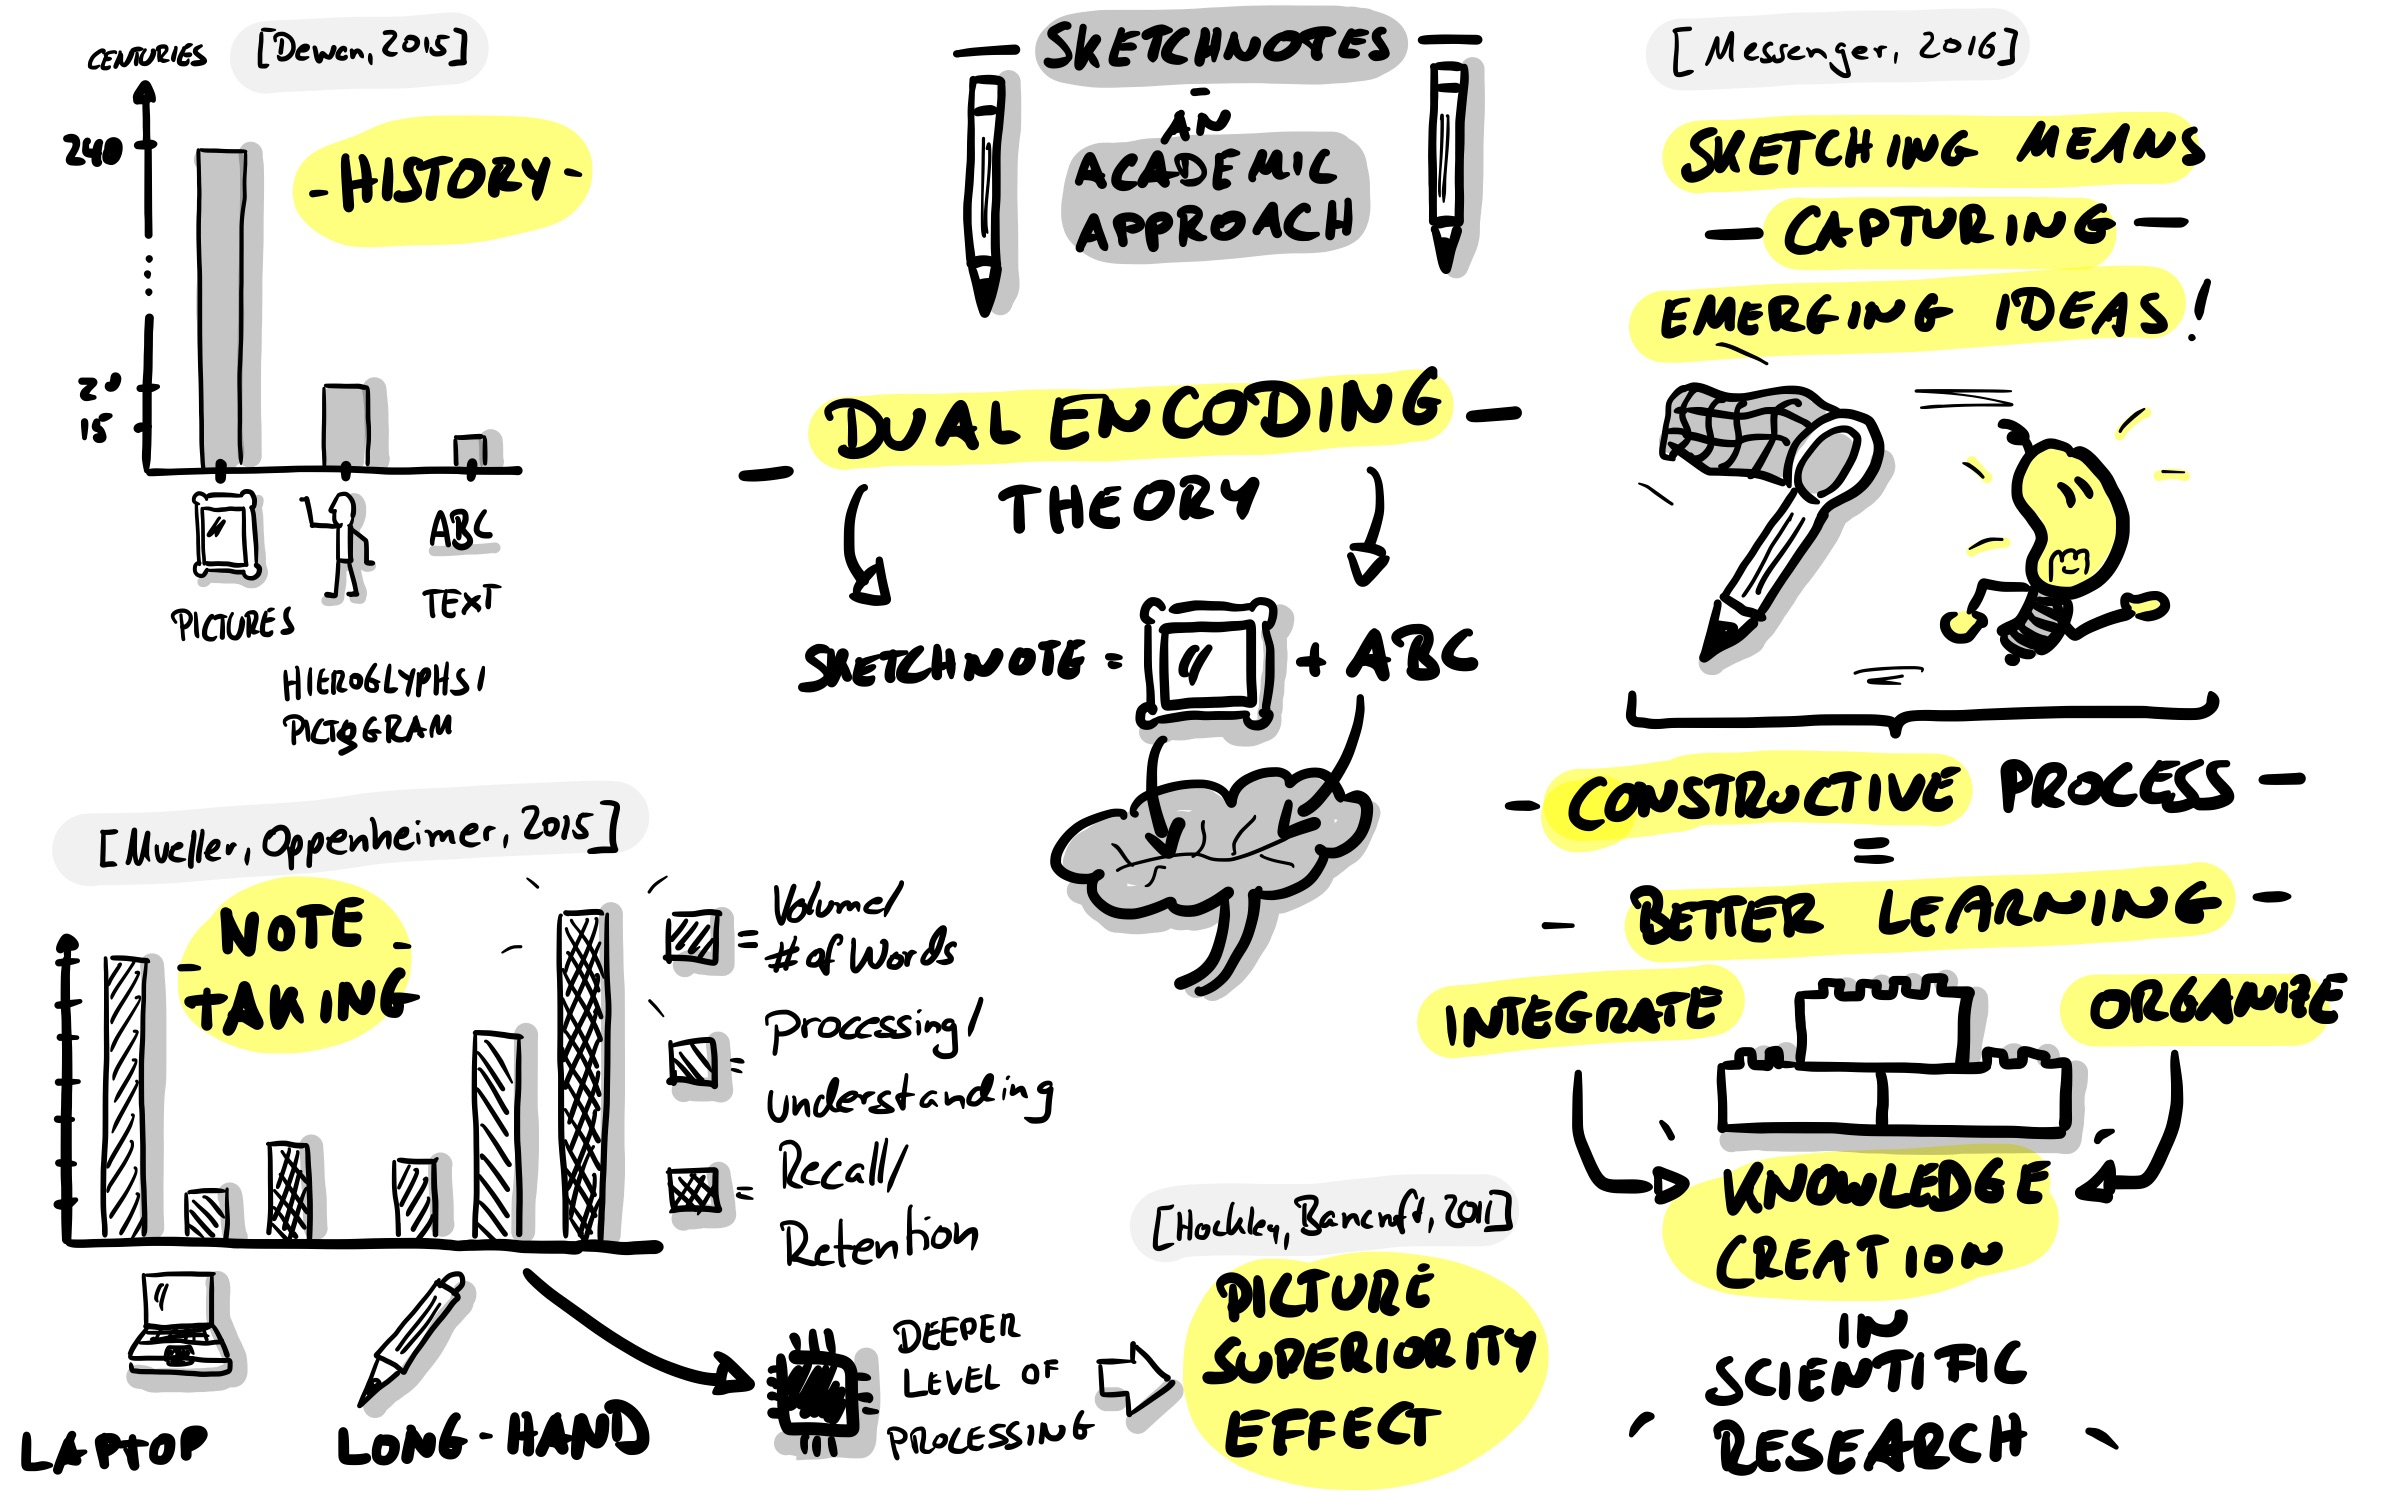 SKETCHNOTES
-
AN
ACADEMIC
APPROACH
[Dewan, 2015]
- HISTORY -
CENTURIES
240
20
15
PICTURES
HIEROGLYPHS/
PICTOGRAM
ABC
TEXT
[Mueller, Oppenheimer, 2015]
- NOTE
TAKING -
= Volume/
# of Words
= Processing/
understanding
= Recall/
Retention
LAPTOP
LONG-HAND
DEEPER
LEVEL OF
PROCESSING
[Hockley, Bancroft, 2011]
PICTURE
SUPERIORITY
EFFECT
- DUAL ENCODING -
THEORY
SKETCHNOTE = + ABC
[Messenger, 2016]
SKETCHING MEANS
- CAPTURING -
EMERGING IDEAS!
- CONSTRUCTIVE PROCESS -
=
- BETTER LEARNING -
INTEGRATE
ORGANIZE
KNOWLEDGE
CREATION
IN
SCIENTIFIC
RESEARCH